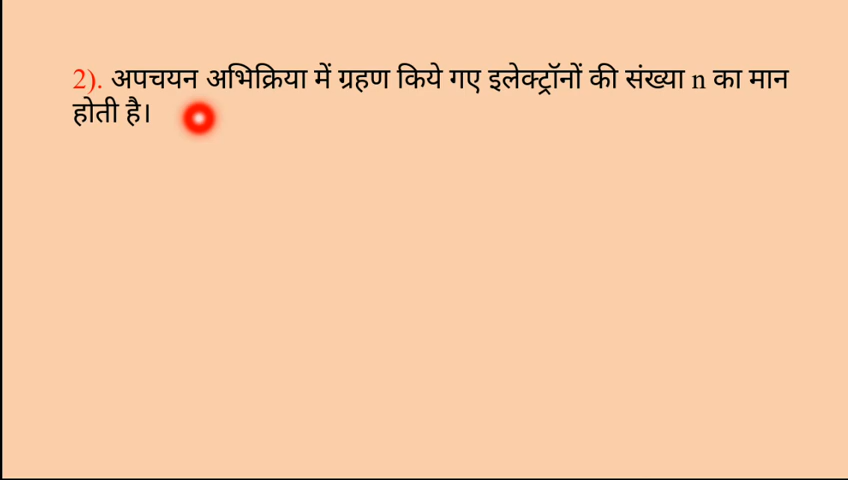 2). अपचयन अभिक्रिया में ग्रहण किये गए इलेक्ट्रॉनों की संख्या n का मान
होती है।